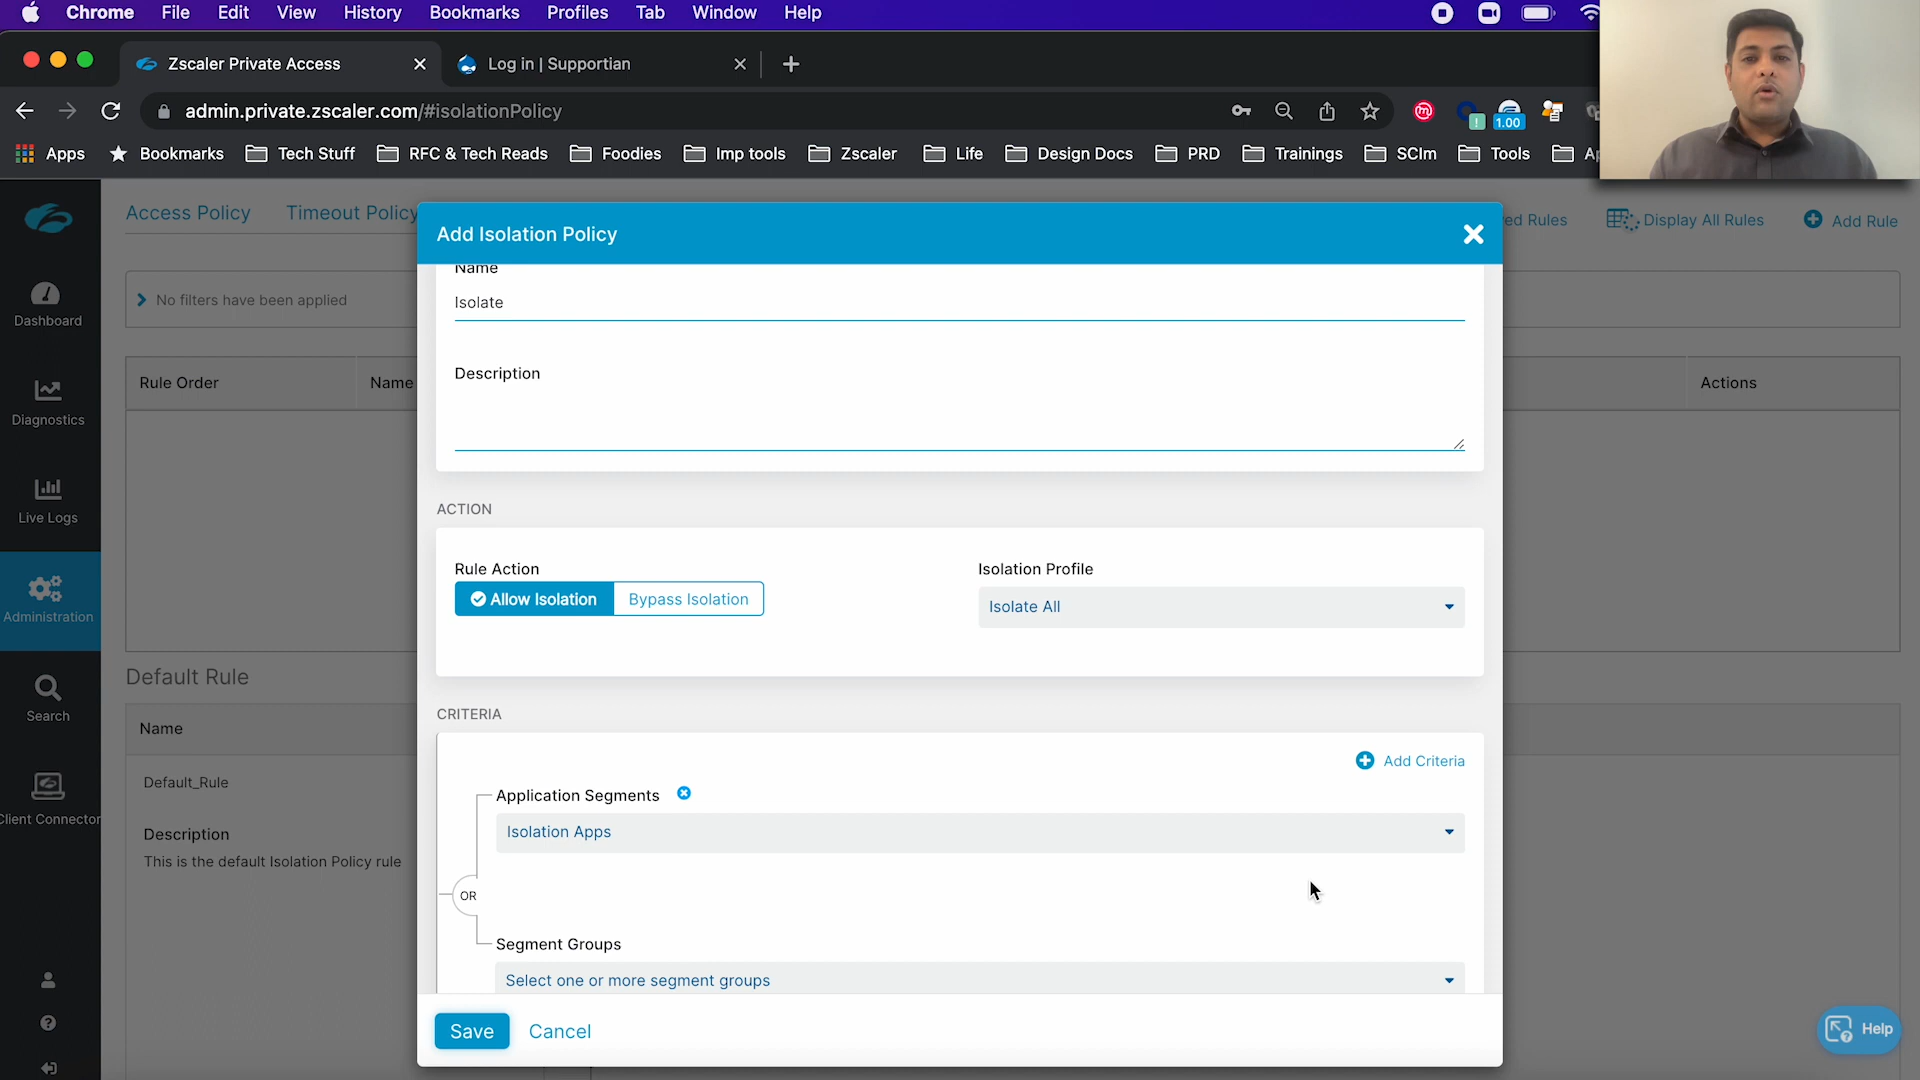 Chrome File Edit View History Bookmarks Profiles Tab Window Help
Zscaler Private Access
Log in | Supportian
admin.private.zscaler.com/#isolationPolicy
1.00
Apps Bookmarks Tech Stuff RFC & Tech Reads Foodies Imp tools Zscaler Life Design Docs PRD Trainings SCIm Tools
Access Policy Timeout Policy
ed Rules Display All Rules Add Rule
Add Isolation Policy
Name
Isolate
No filters have been applied
Dashboard
Rule Order Name Actions
Description
Diagnostics
Live Logs
ACTION
Rule Action
Allow Isolation Bypass Isolation
Isolation Profile
Isolate All
Administration
Default Rule
Search
Name
CRITERIA
Add Criteria
Default_Rule
Application Segments
Isolation Apps
Client Connector
Description
This is the default Isolation Policy rule
OR
Segment Groups
Select one or more segment groups
Save Cancel
Help